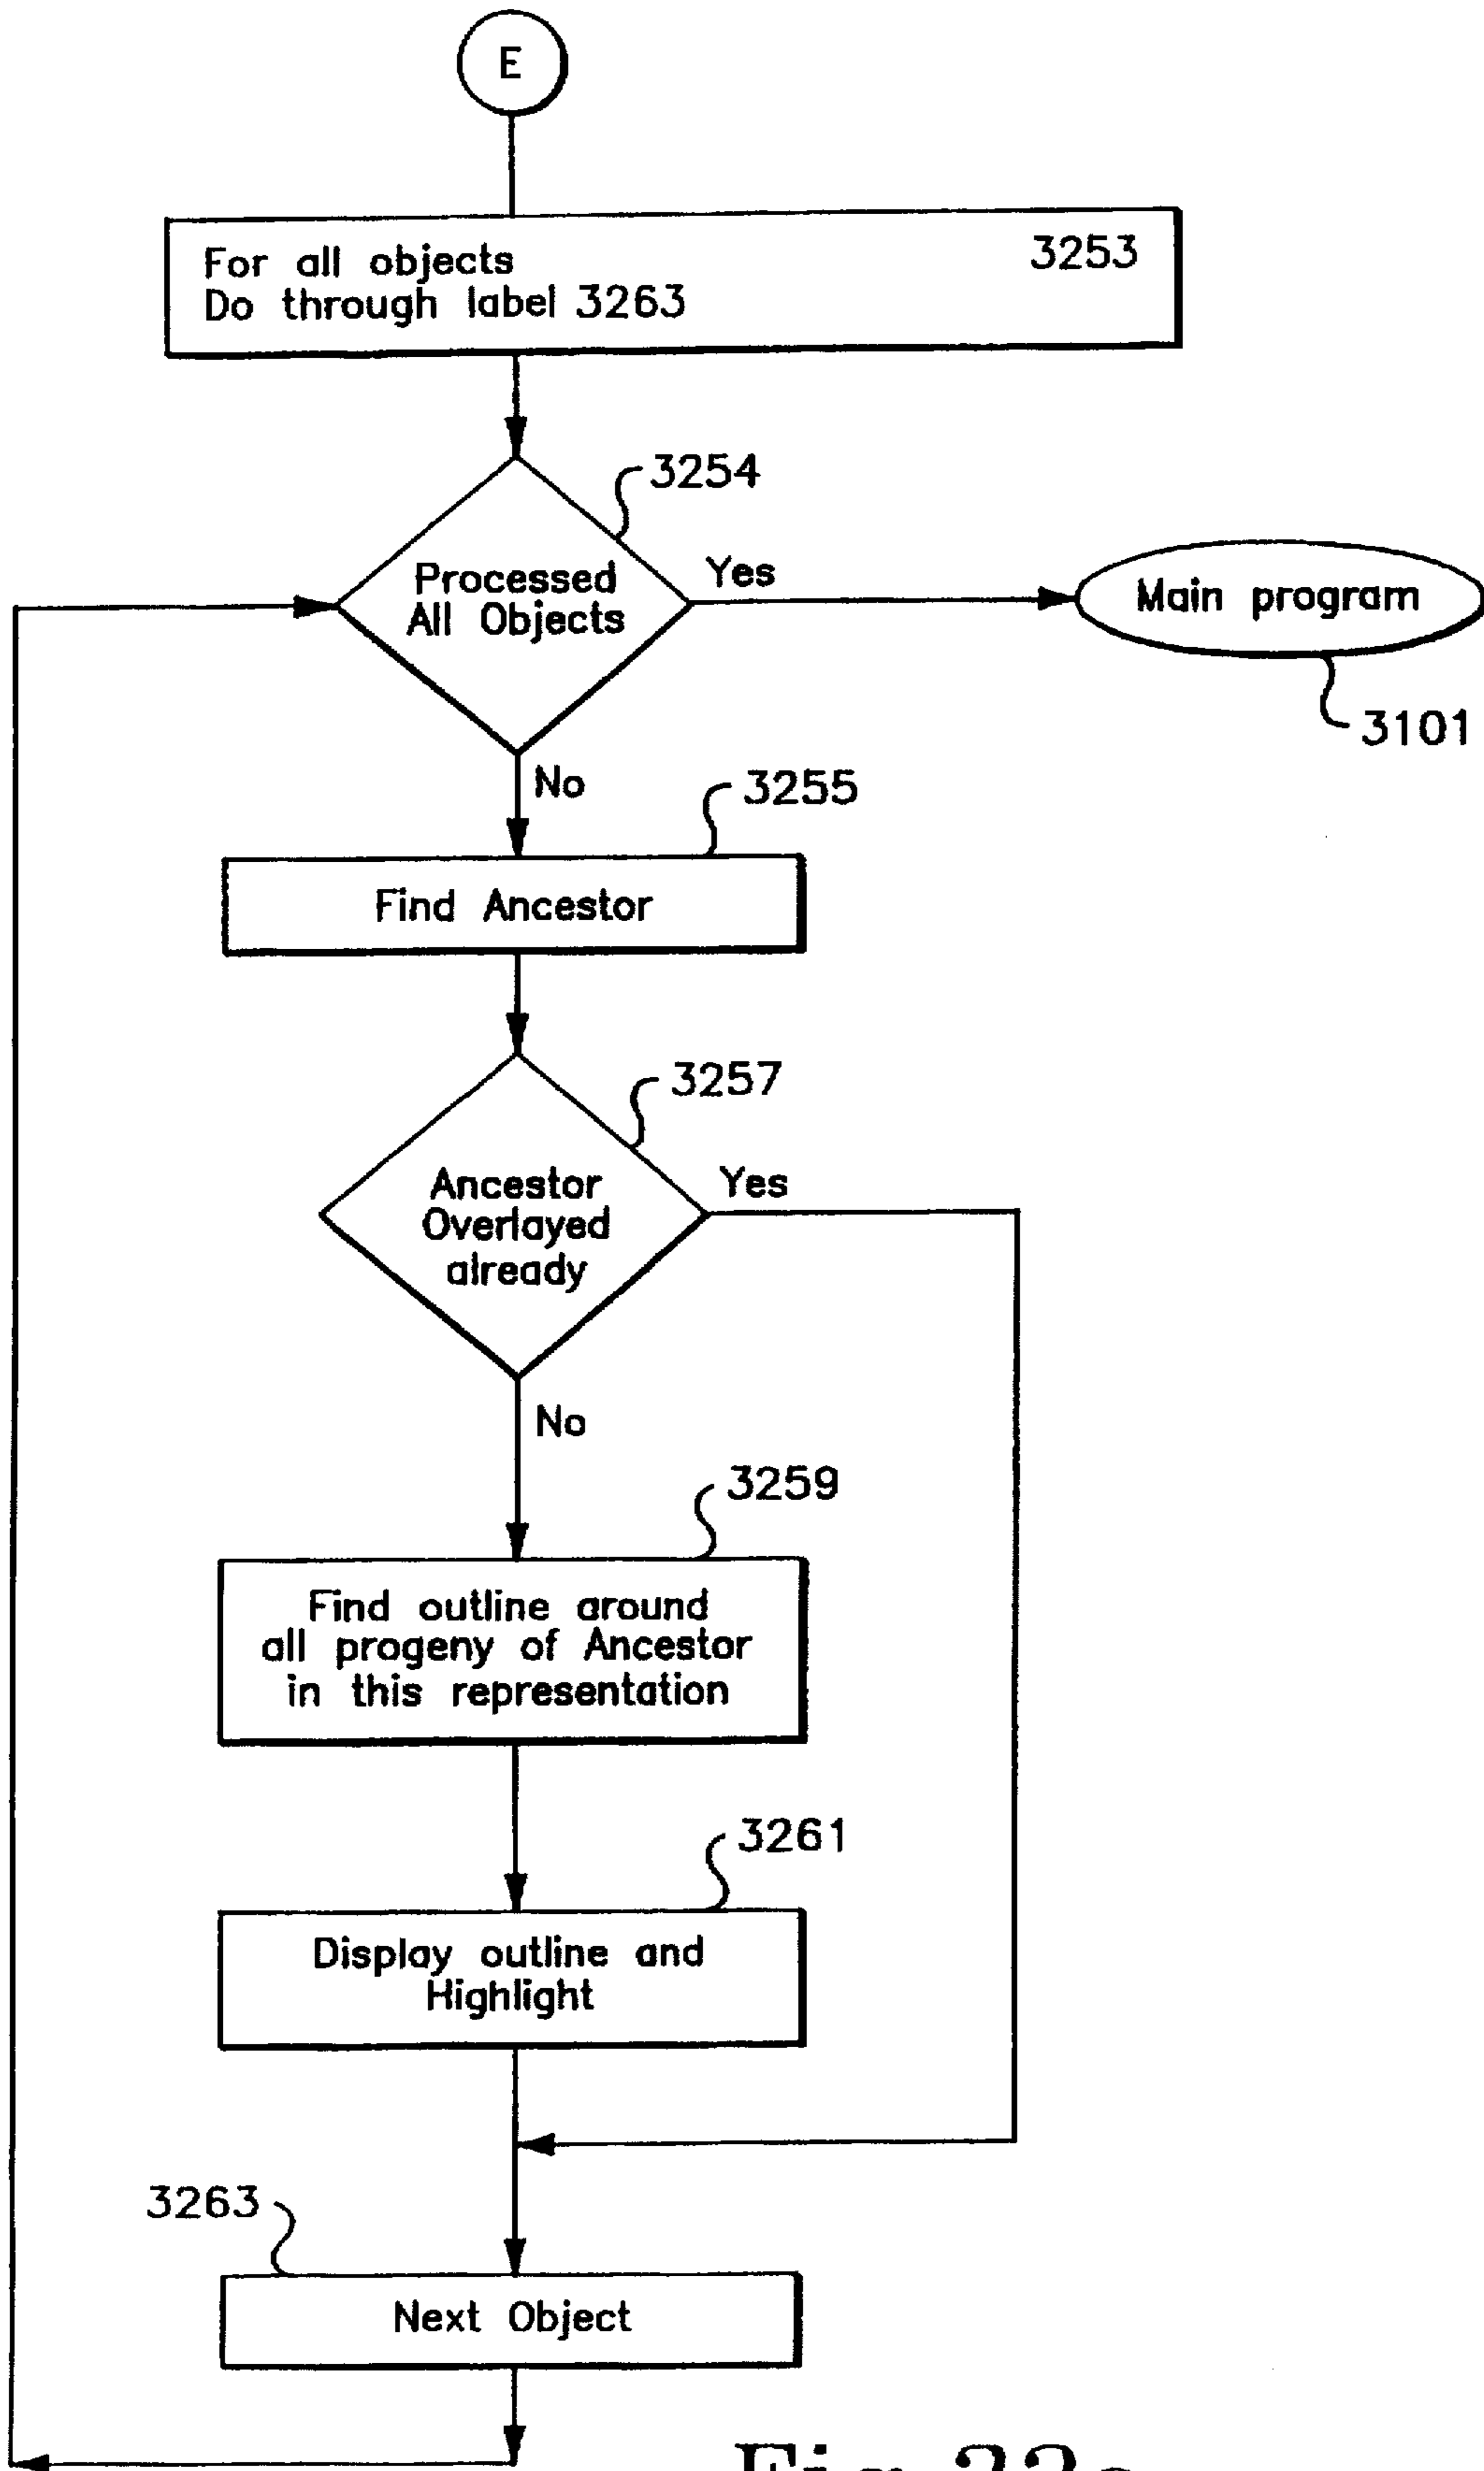 E
For all objects
3253
Do through label 3263
3254
Processed
All Objects
Yes
Main program
3101
No
3255
Find Ancestor
3257
Ancestor
Overlayed
already
Yes
No
3259
Find outline around
all progeny of Ancestor
in this representation
3261
Display outline and
Highlight
3263
Next Object